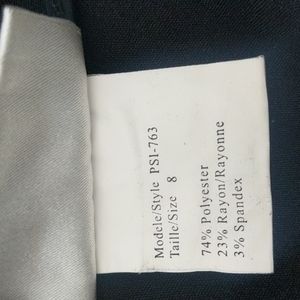 Modele/Style PSI-763
Taille/Size 8
74% Polyester
23% Rayon/Rayonne
3% Spandex